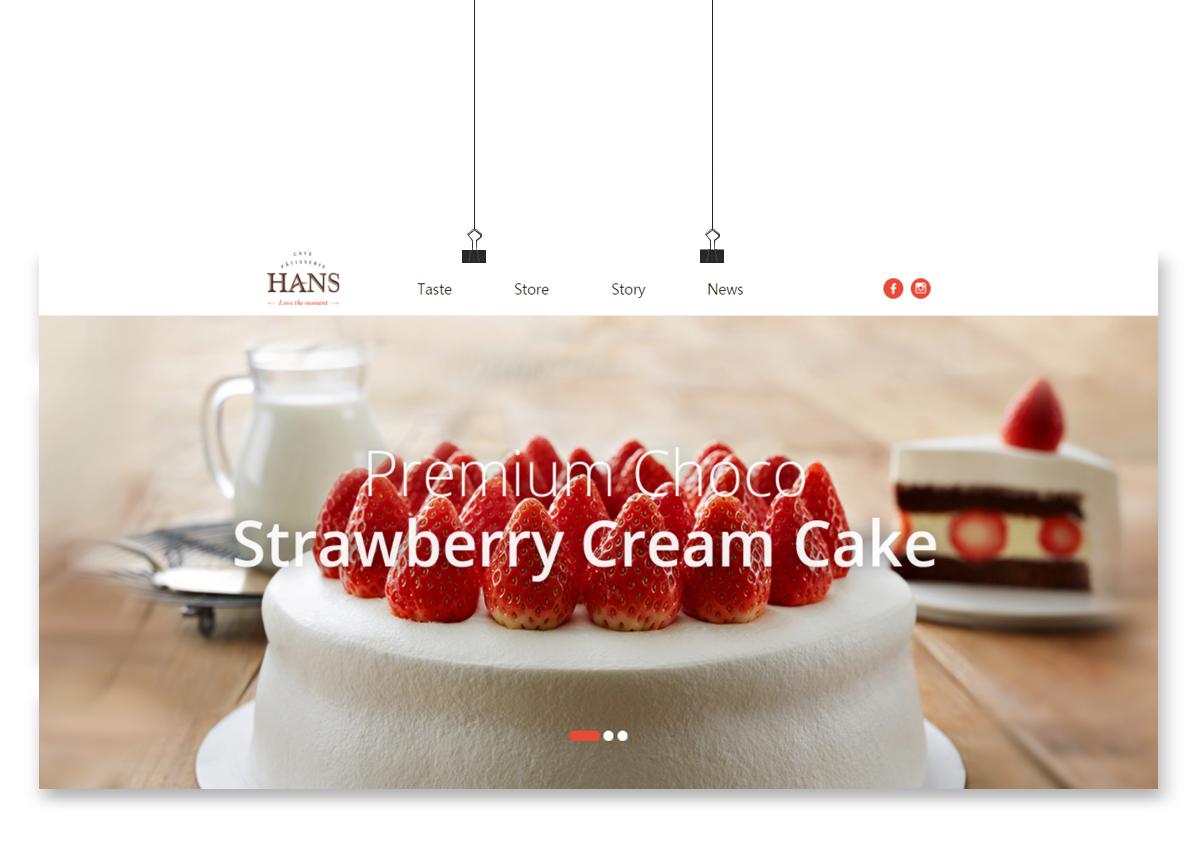 CAFE
PÂTISSERIE
HANS
Love the moment
Taste Store Story News
Premium Choco
Strawberry Cream Cake